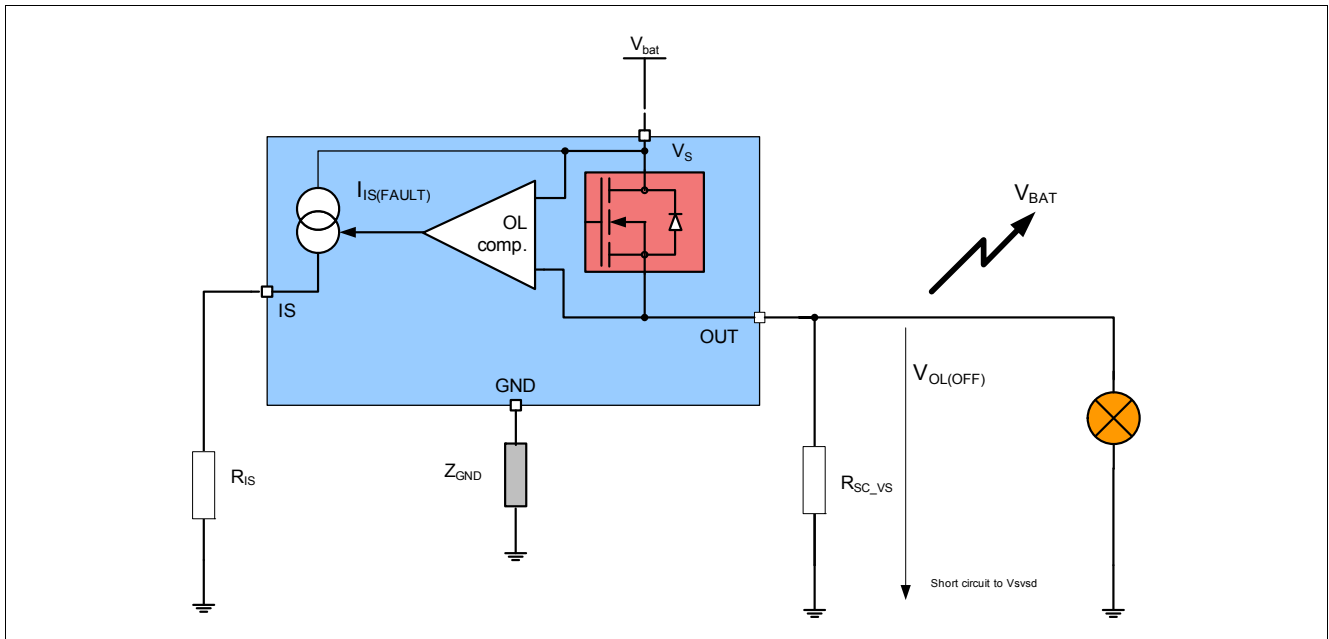 Vbat
VS
IIS(FAULT)
OL
comp.
VBAT
IS
OUT
VOL(OFF)
GND
RIS
ZGND
RSC_VS
Short circuit to Vsvsd